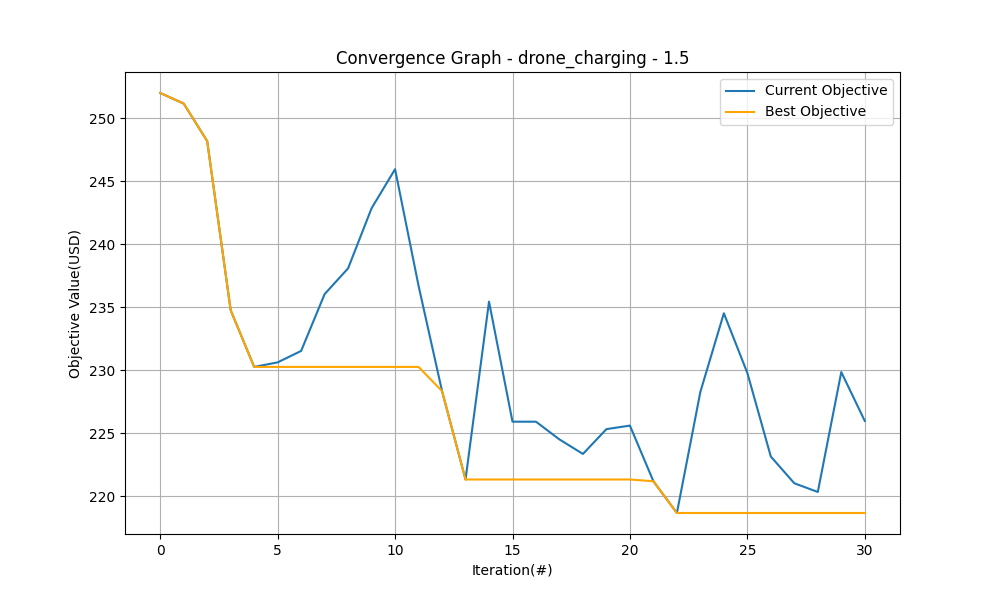 Convergence Graph - drone_charging - 1.5
Current Objective
Best Objective
Objective Value(USD)
250
245
240
235
230
225
220
0 5 10 15 20 25 30
Iteration(#)